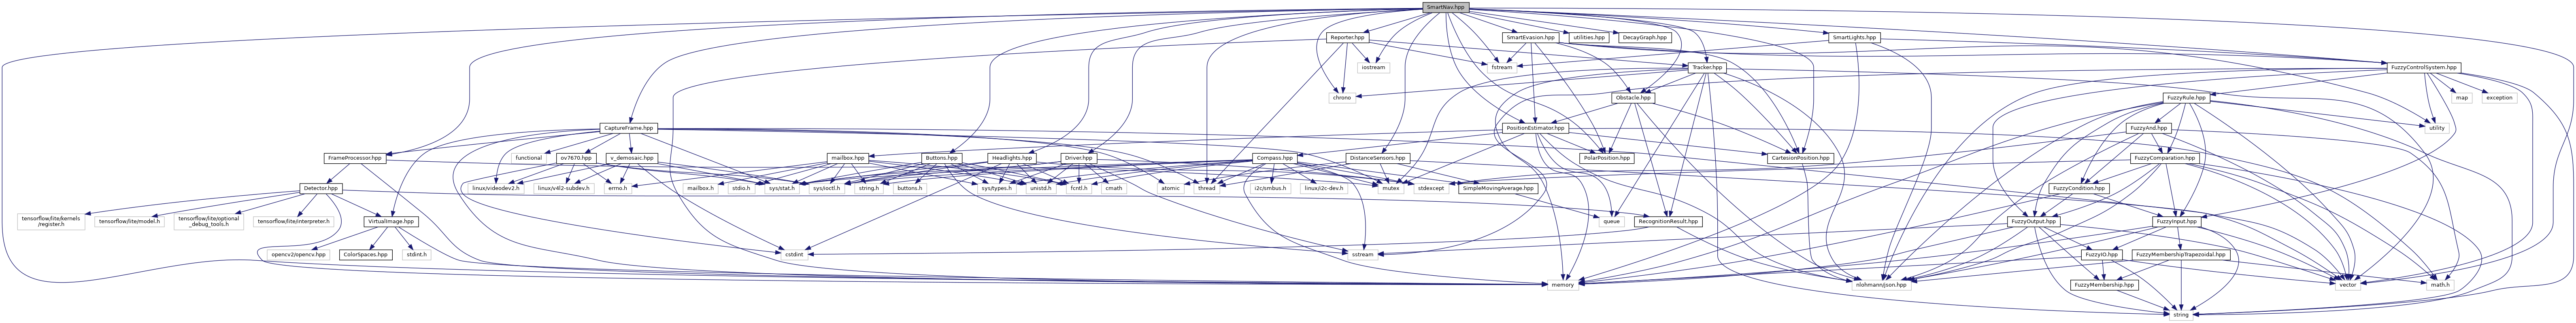 SmartNav.hpp
Reporter.hpp
SmartEvasion.hpp
utilities.hpp
DecayGraph.hpp
SmartLights.hpp
iostream
fstream
Tracker.hpp
FuzzyControlSystem.hpp
chrono
Obstacle.hpp
FuzzyRule.hpp
map
exception
CaptureFrame.hpp
PositionEstimator.hpp
FuzzyAnd.hpp
utility
FrameProcessor.hpp
functional
ov7670.hpp
v_demosaic.hpp
mailbox.hpp
Buttons.hpp
Headlights.hpp
Driver.hpp
Compass.hpp
DistanceSensors.hpp
PolarPosition.hpp
CartesionPosition.hpp
FuzzyComparation.hpp
Detector.hpp
linux/videodev2.h
linux/v4l2-subdev.h
errno.h
mailbox.h
stdio.h
sys/stat.h
sys/ioctl.h
string.h
buttons.h
sys/types.h
unistd.h
fcntl.h
cmath
atomic
thread
i2c/smbus.h
linux/i2c-dev.h
mutex
stdexcept
SimpleMovingAverage.hpp
FuzzyCondition.hpp
tensorflow/lite/kernels
/register.h
tensorflow/lite/model.h
tensorflow/lite/optional
_debug_tools.h
tensorflow/lite/interpreter.h
VirtualImage.hpp
queue
RecognitionResult.hpp
FuzzyOutput.hpp
FuzzyInput.hpp
opencv2/opencv.hpp
ColorSpaces.hpp
stdint.h
cstdint
sstream
FuzzyIO.hpp
FuzzyMembershipTrapezoidal.hpp
memory
nlohmann/json.hpp
FuzzyMembership.hpp
vector
math.h
string